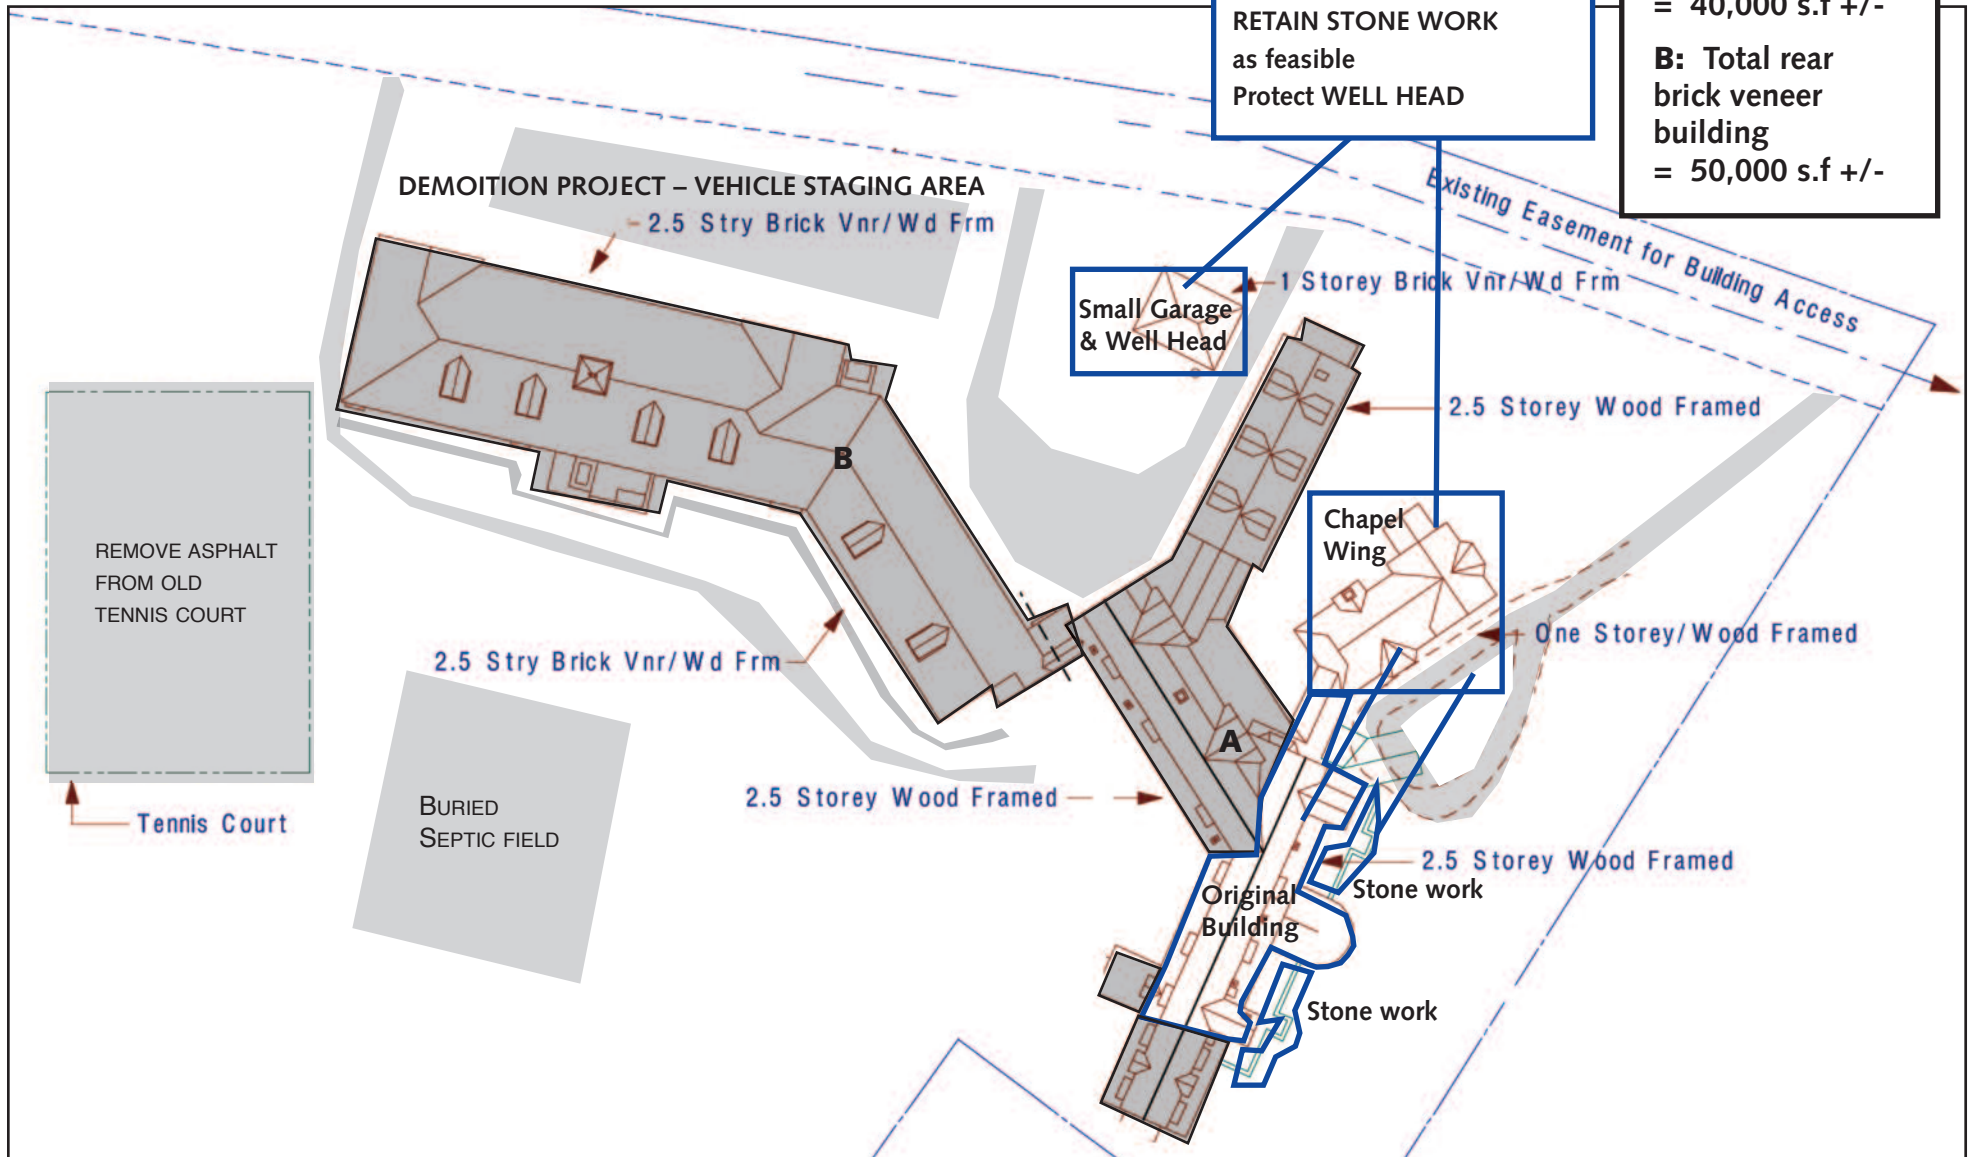 RETAIN STONE WORK
as feasible
Protect WELL HEAD
= 40,000 s.f +/-
B: Total rear
brick veneer
building
= 50,000 s.f +/-
DEMOITION PROJECT – VEHICLE STAGING AREA
2.5 Stry Brick Vnr/Wd Frm
Existing Easement for Building Access
1 Storey Brick Vnr/Wd Frm
Small Garage
& Well Head
2.5 Storey Wood Framed
B
Chapel
Wing
REMOVE ASPHALT
FROM OLD
TENNIS COURT
One Storey/Wood Framed
2.5 Stry Brick Vnr/Wd Frm
A
BURIED
SEPTIC FIELD
2.5 Storey Wood Framed
Tennis Court
2.5 Storey Wood Framed
Stone work
Original
Building
Stone work